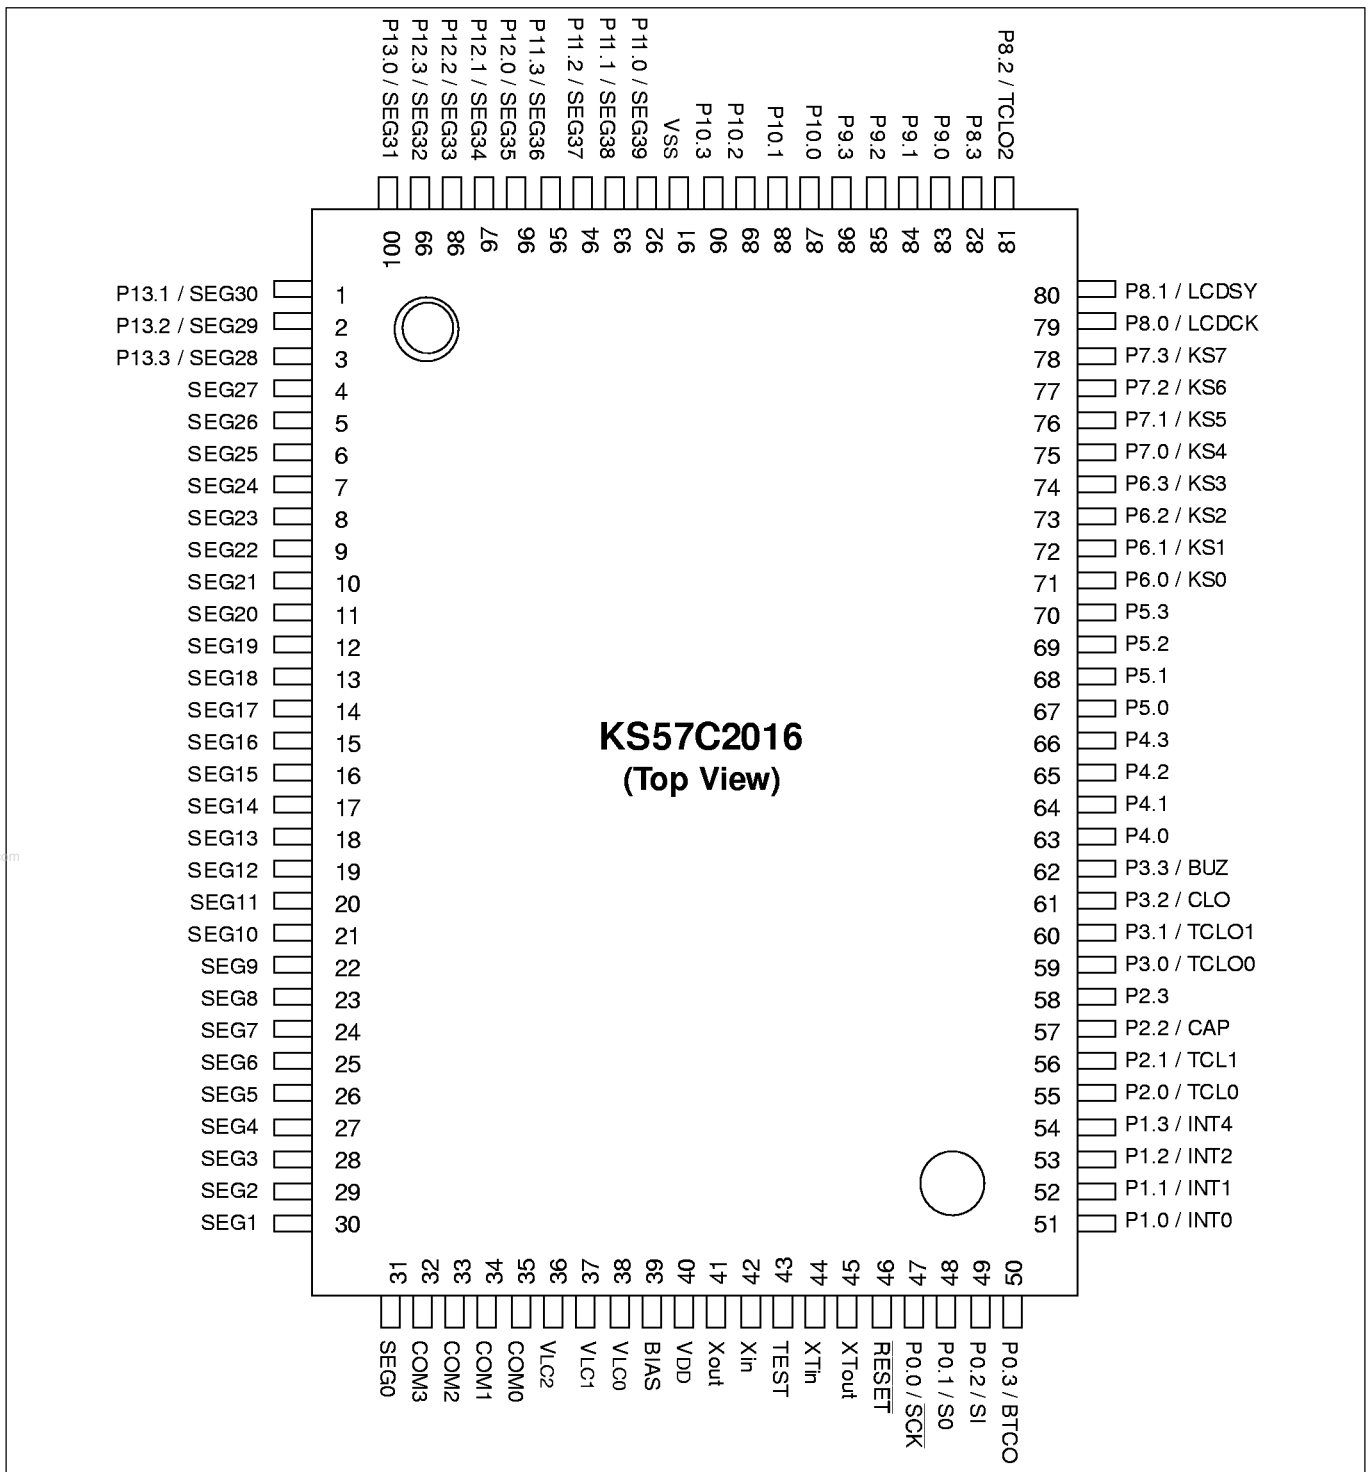 P13.0 / SEG31
P12.3 / SEG32
P12.2 / SEG33
P12.1 / SEG34
P12.0 / SEG35
P11.3 / SEG36
P11.2 / SEG37
P11.1 / SEG38
P11.0 / SEG39
VSS
P10.3
P10.2
P10.1
P10.0
P9.3
P9.2
P9.1
P9.0
P8.3
P8.2 / TCLO2
100
99
98
97
96
95
94
93
92
91
90
89
88
87
86
85
84
83
82
81
P13.1 / SEG30 1
P13.2 / SEG29 2
P13.3 / SEG28 3
SEG27 4
SEG26 5
SEG25 6
SEG24 7
SEG23 8
SEG22 9
SEG21 10
SEG20 11
SEG19 12
SEG18 13
SEG17 14
SEG16 15
SEG15 16
SEG14 17
SEG13 18
SEG12 19
SEG11 20
SEG10 21
SEG9 22
SEG8 23
SEG7 24
SEG6 25
SEG5 26
SEG4 27
SEG3 28
SEG2 29
SEG1 30
KS57C2016
(Top View)
80 P8.1 / LCDSY
79 P8.0 / LCDCK
78 P7.3 / KS7
77 P7.2 / KS6
76 P7.1 / KS5
75 P7.0 / KS4
74 P6.3 / KS3
73 P6.2 / KS2
72 P6.1 / KS1
71 P6.0 / KS0
70 P5.3
69 P5.2
68 P5.1
67 P5.0
66 P4.3
65 P4.2
64 P4.1
63 P4.0
62 P3.3 / BUZ
61 P3.2 / CLO
60 P3.1 / TCLO1
59 P3.0 / TCLO0
58 P2.3
57 P2.2 / CAP
56 P2.1 / TCL1
55 P2.0 / TCL0
54 P1.3 / INT4
53 P1.2 / INT2
52 P1.1 / INT1
51 P1.0 / INT0
31
32
33
34
35
36
37
38
39
40
41
42
43
44
45
46
47
48
49
50
SEG0
COM3
COM2
COM1
COM0
VLC2
VLC1
VLC0
BIAS
VDD
Xout
Xin
TEST
XTin
XTout
RESET
P0.0 / SCK
P0.1 / S0
P0.2 / SI
P0.3 / BTCO
com